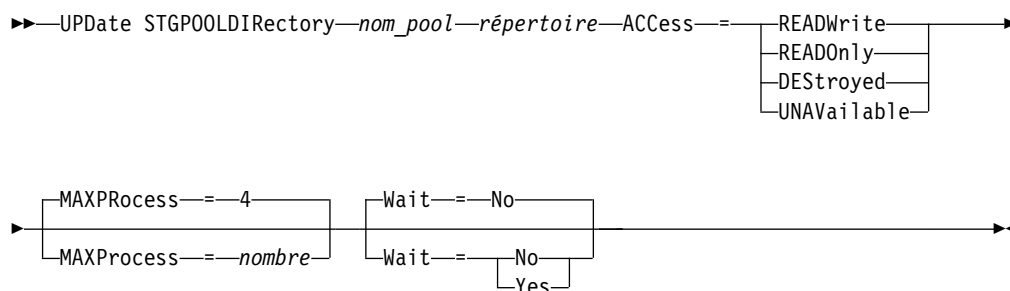 UPDate STGPOOLDIRectory nom_pool répertoire ACCess = READWrite
READOnly
DEStroyed
UNAVailable
MAXPRocess = 4 Wait = No
MAXProcess = nombre Wait = No
Yes